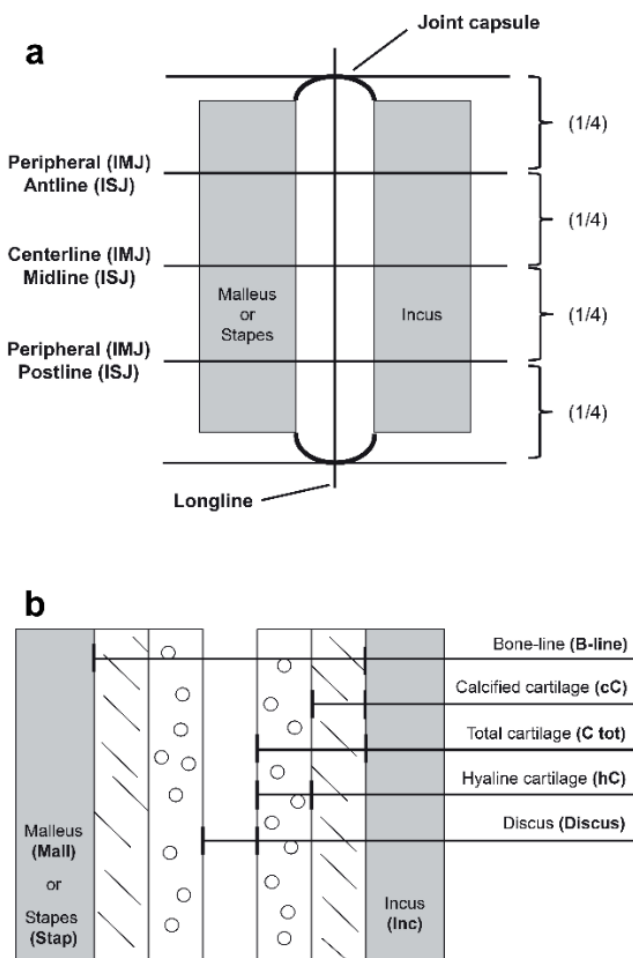 a
Joint capsule
(1/4)
Peripheral (IMJ)
Antline (ISJ)
(1/4)
Centerline (IMJ)
Midline (ISJ)
Malleus
or
Stapes
Incus
(1/4)
Peripheral (IMJ)
Postline (ISJ)
(1/4)
Longline
b
Bone-line (B-line)
Calcified cartilage (cC)
Total cartilage (C tot)
Hyaline cartilage (hC)
Discus (Discus)
Malleus
(Mall)
or
Stapes
(Stap)
Incus
(Inc)